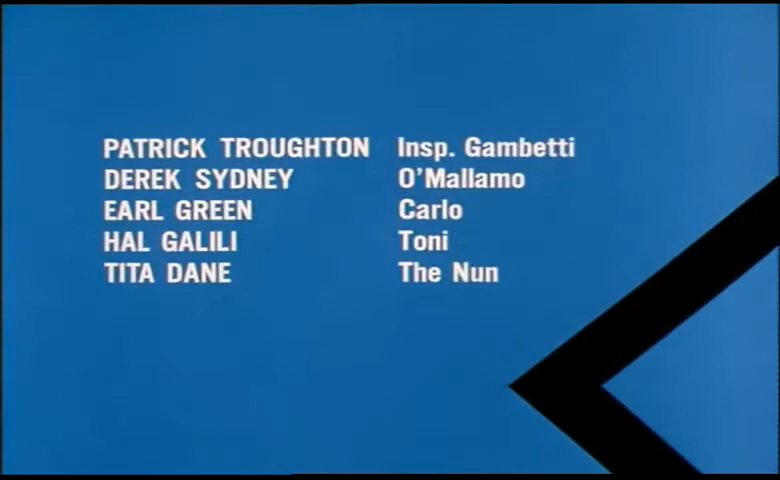 PATRICK TROUGHTON Insp. Gambetti
DEREK SYDNEY O'Mallamo
EARL GREEN Carlo
HAL GALILI Toni
TITA DANE The Nun